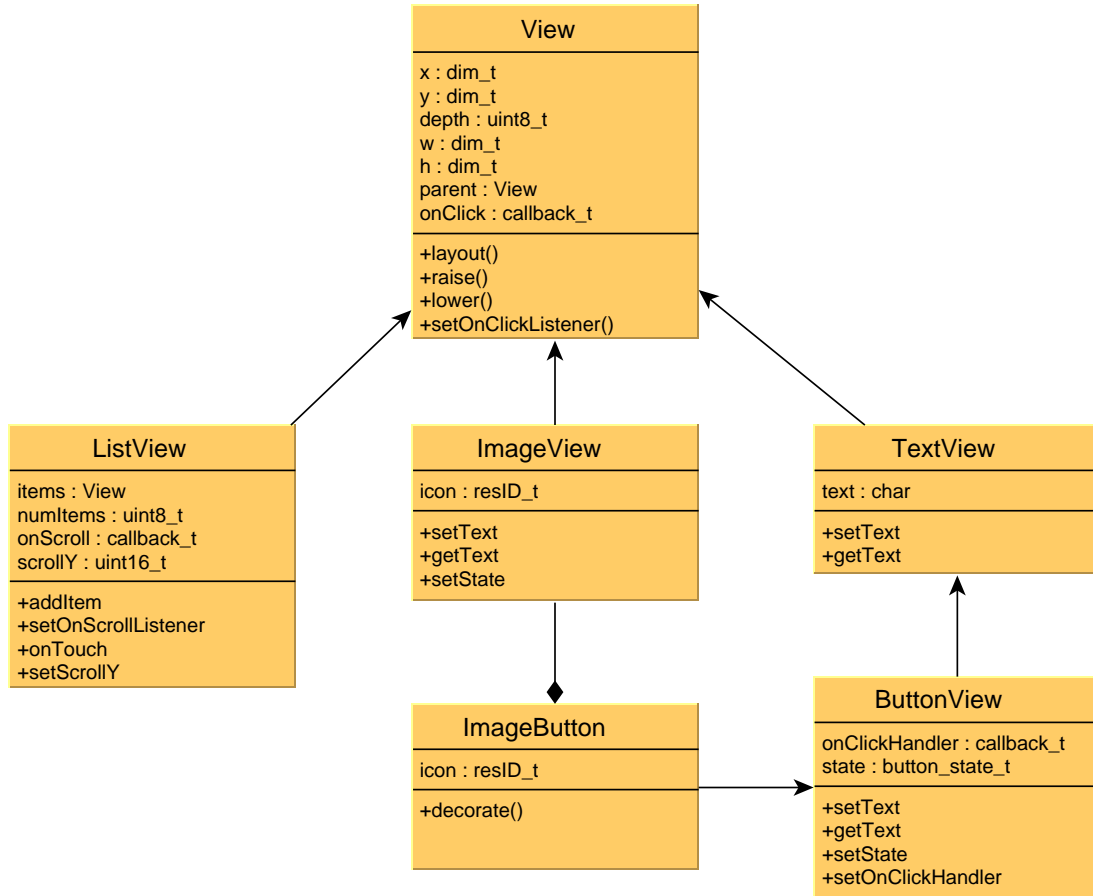 View
x : dim_t
y : dim_t
depth : uint8_t
w : dim_t
h : dim_t
parent : View
onClick : callback_t
+layout()
+raise()
+lower()
+setOnClickListener()
ListView
items : View
numItems : uint8_t
onScroll : callback_t
scrollY : uint16_t
+addItem
+setOnScrollListener
+onTouch
+setScrollY
ImageView
icon : resID_t
+setText
+getText
+setState
TextView
text : char
+setText
+getText
ImageButton
icon : resID_t
+decorate()
ButtonView
onClickHandler : callback_t
state : button_state_t
+setText
+getText
+setState
+setOnClickHandler